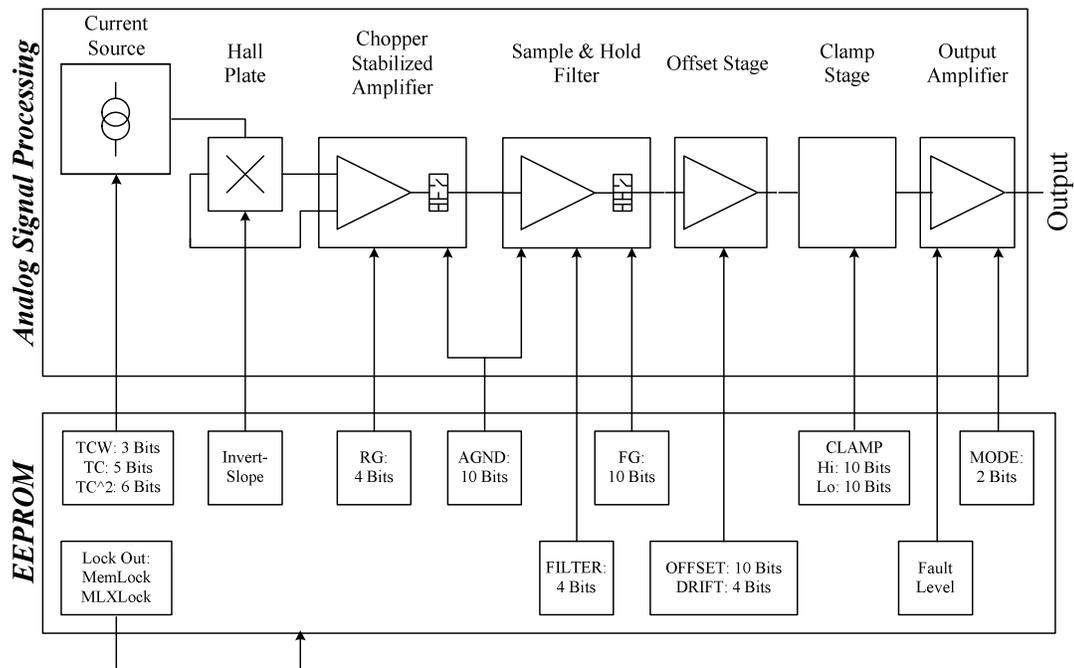 Analog Signal Processing
Current
Source
Hall
Plate
Chopper
Stabilized
Amplifier
Sample & Hold
Filter
Offset Stage
Clamp
Stage
Output
Amplifier
Output
EEPROM
TCW: 3 Bits
TC: 5 Bits
TC^2: 6 Bits
Invert-
Slope
RG:
4 Bits
AGND:
10 Bits
FG:
10 Bits
CLAMP
Hi: 10 Bits
Lo: 10 Bits
MODE:
2 Bits
Lock Out:
MemLock
MLXLock
FILTER:
4 Bits
OFFSET: 10 Bits
DRIFT: 4 Bits
Fault
Level